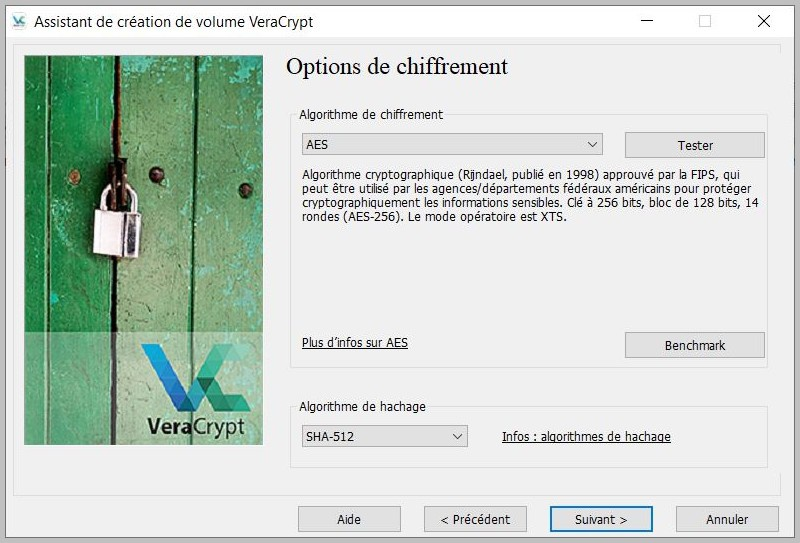 Assistant de création de volume VeraCrypt
Options de chiffrement
Algorithme de chiffrement
AES
Tester
Algorithme cryptographique (Rijndael, publié en 1998) approuvé par la FIPS, qui
peut être utilisé par les agences/départements fédéraux américains pour protéger
cryptographiquement les informations sensibles. Clé à 256 bits, bloc de 128 bits, 14
rondes (AES-256). Le mode opératoire est XTS.
Plus d'infos sur AES
Benchmark
VeraCrypt
Algorithme de hachage
SHA-512
Infos : algorithmes de hachage
Aide
< Précédent
Suivant >
Annuler